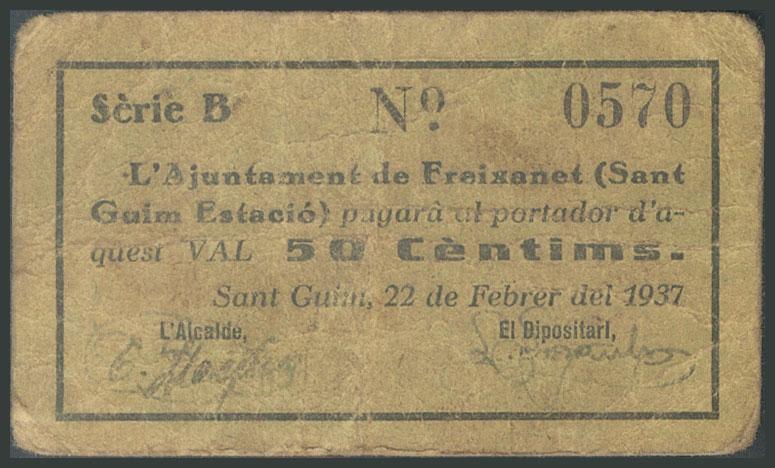 Sèrie B Nº 0570
L'Ajuntament de Freixanet (Sant
Guim Estació) pagarà al portador d'a-
quest VAL 50 Cèntims.
Sant Guim, 22 de Febrer del 1937
L'Alcalde, El Dipositari,